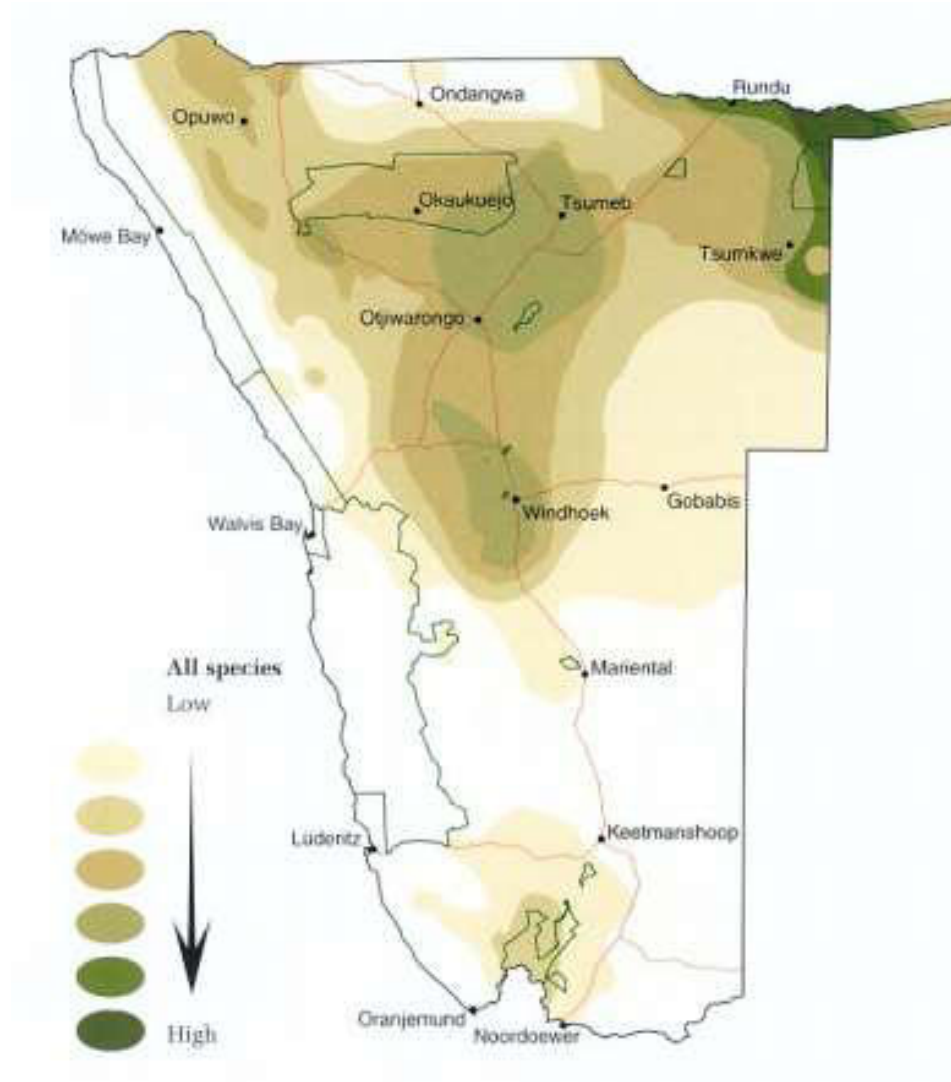 Ondangwa
Rundu
Opuwo
Okaukuejo
Tsumeb
Möwe Bay
Tsumkwe
Otjiwarongo
Gobabis
Windhoek
Walvis Bay
All species
Low
Mariental
Keetmanshoop
Lüderitz
Oranjemund
High
Noordoewer